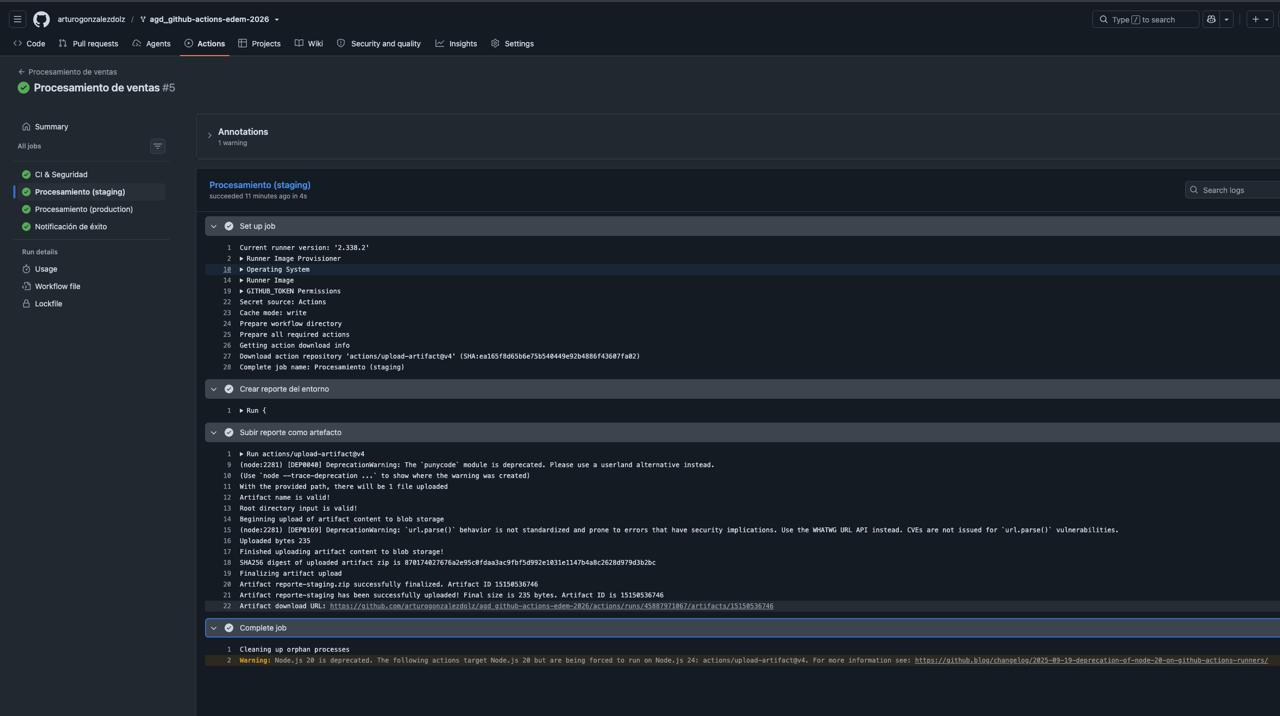 arturogonzalezdolz / agd_github-actions-edem-2026
Type / to search
Code Pull requests Agents Actions Projects Wiki Security and quality Insights Settings
← Procesamiento de ventas
Procesamiento de ventas #5
Summary
All jobs
CI & Seguridad
Procesamiento (staging)
Procesamiento (production)
Notificación de éxito
Run details
Usage
Workflow file
Lockfile
Annotations
1 warning
Procesamiento (staging)
succeeded 11 minutes ago in 4s
Search logs
Set up job
1 Current runner version: '2.338.2'
2 ▶ Runner Image Provisioner
10 ▶ Operating System
14 ▶ Runner Image
19 ▶ GITHUB_TOKEN Permissions
22 Secret source: Actions
23 Cache mode: write
24 Prepare workflow directory
25 Prepare all required actions
26 Getting action download info
27 Download action repository 'actions/upload-artifact@v4' (SHA:ea165f8d65b6e75b540449e92b4886f43607fa02)
28 Complete job name: Procesamiento (staging)
Crear reporte del entorno
1 ▶ Run {
Subir reporte como artefacto
1 ▶ Run actions/upload-artifact@v4
9 (node:2281) [DEP0040] DeprecationWarning: The `punycode` module is deprecated. Please use a userland alternative instead.
10 (Use `node --trace-deprecation ...` to show where the warning was created)
11 With the provided path, there will be 1 file uploaded
12 Artifact name is valid!
13 Root directory input is valid!
14 Beginning upload of artifact content to blob storage
15 (node:2281) [DEP0169] DeprecationWarning: `url.parse()` behavior is not standardized and prone to errors that have security implications. Use the WHATWG URL API instead. CVEs are not issued for `url.parse()` vulnerabilities.
16 Uploaded bytes 235
17 Finished uploading artifact content to blob storage!
18 SHA256 digest of uploaded artifact zip is 870174027676a2e95c0fdaa3ac9fbf5d992e1031e1147b4a8c2628d979d3b2bc
19 Finalizing artifact upload
20 Artifact reporte-staging.zip successfully finalized. Artifact ID 15150536746
21 Artifact reporte-staging has been successfully uploaded! Final size is 235 bytes. Artifact ID is 15150536746
22 Artifact download URL: https://github.com/arturogonzalezdolz/agd_github-actions-edem-2026/actions/runs/45887971067/artifacts/15150536746
Complete job
1 Cleaning up orphan processes
2 Warning: Node.js 20 is deprecated. The following actions target Node.js 20 but are being forced to run on Node.js 24: actions/upload-artifact@v4. For more information see: https://github.blog/changelog/2025-09-19-deprecation-of-node-20-on-github-actions-runners/